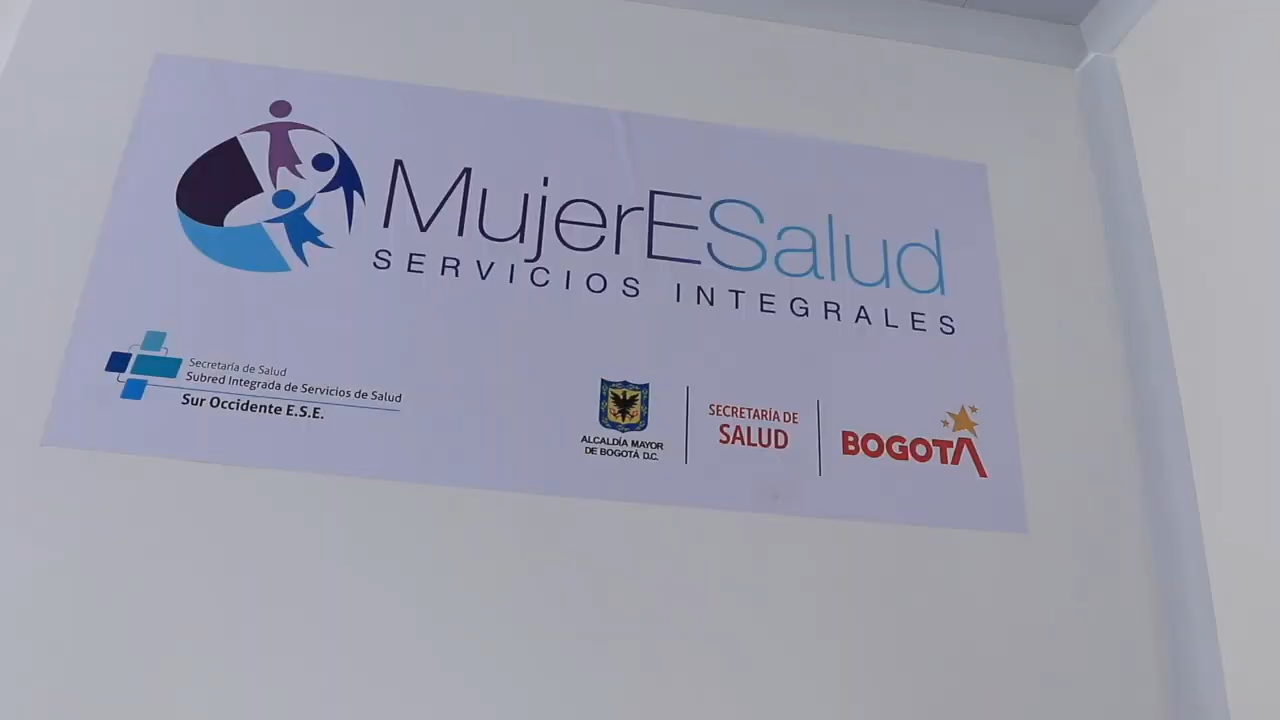 MujerESalud
SERVICIOS INTEGRALES
Secretaría de Salud
Subred Integrada de Servicios de Salud
Sur Occidente E.S.E.
ALCALDÍA MAYOR
DE BOGOTÁ D.C.
SECRETARÍA DE
SALUD
BOGOTÁ